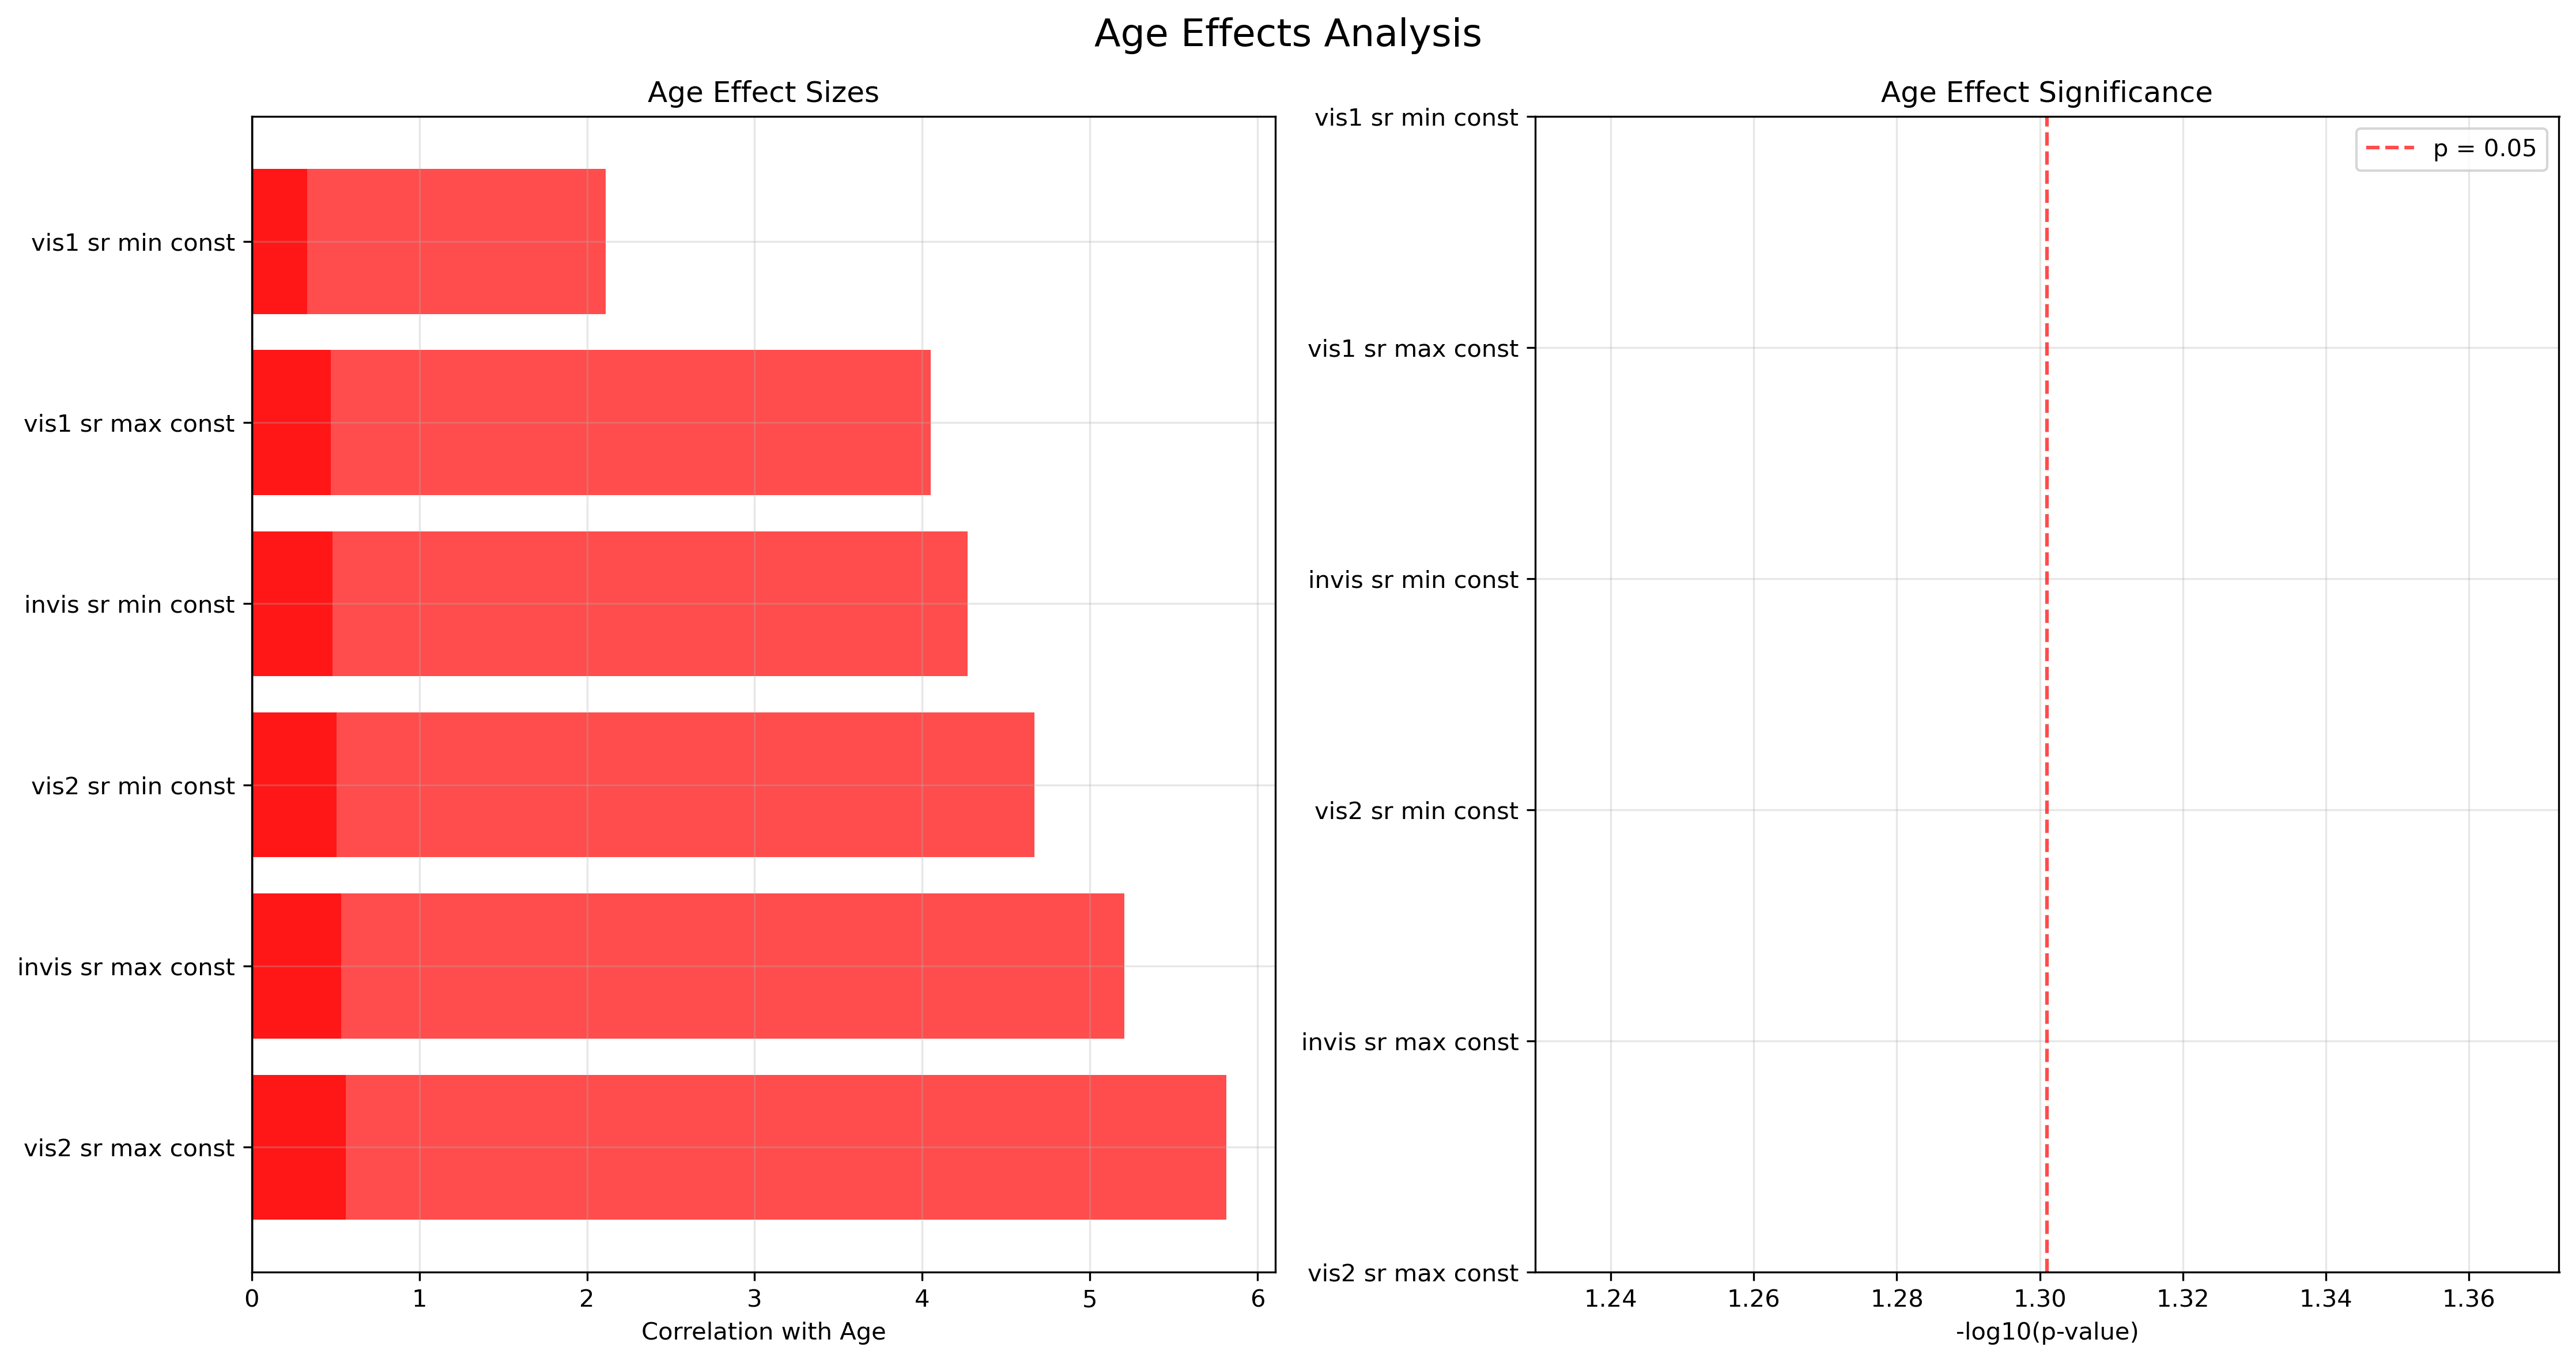 Age Effects Analysis
Age Effect Sizes
vis1 sr min const
vis1 sr max const
invis sr min const
vis2 sr min const
invis sr max const
vis2 sr max const
0 1 2 3 4 5 6
Correlation with Age
Age Effect Significance
p = 0.05
vis1 sr min const
vis1 sr max const
invis sr min const
vis2 sr min const
invis sr max const
vis2 sr max const
1.24 1.26 1.28 1.30 1.32 1.34 1.36
-log10(p-value)